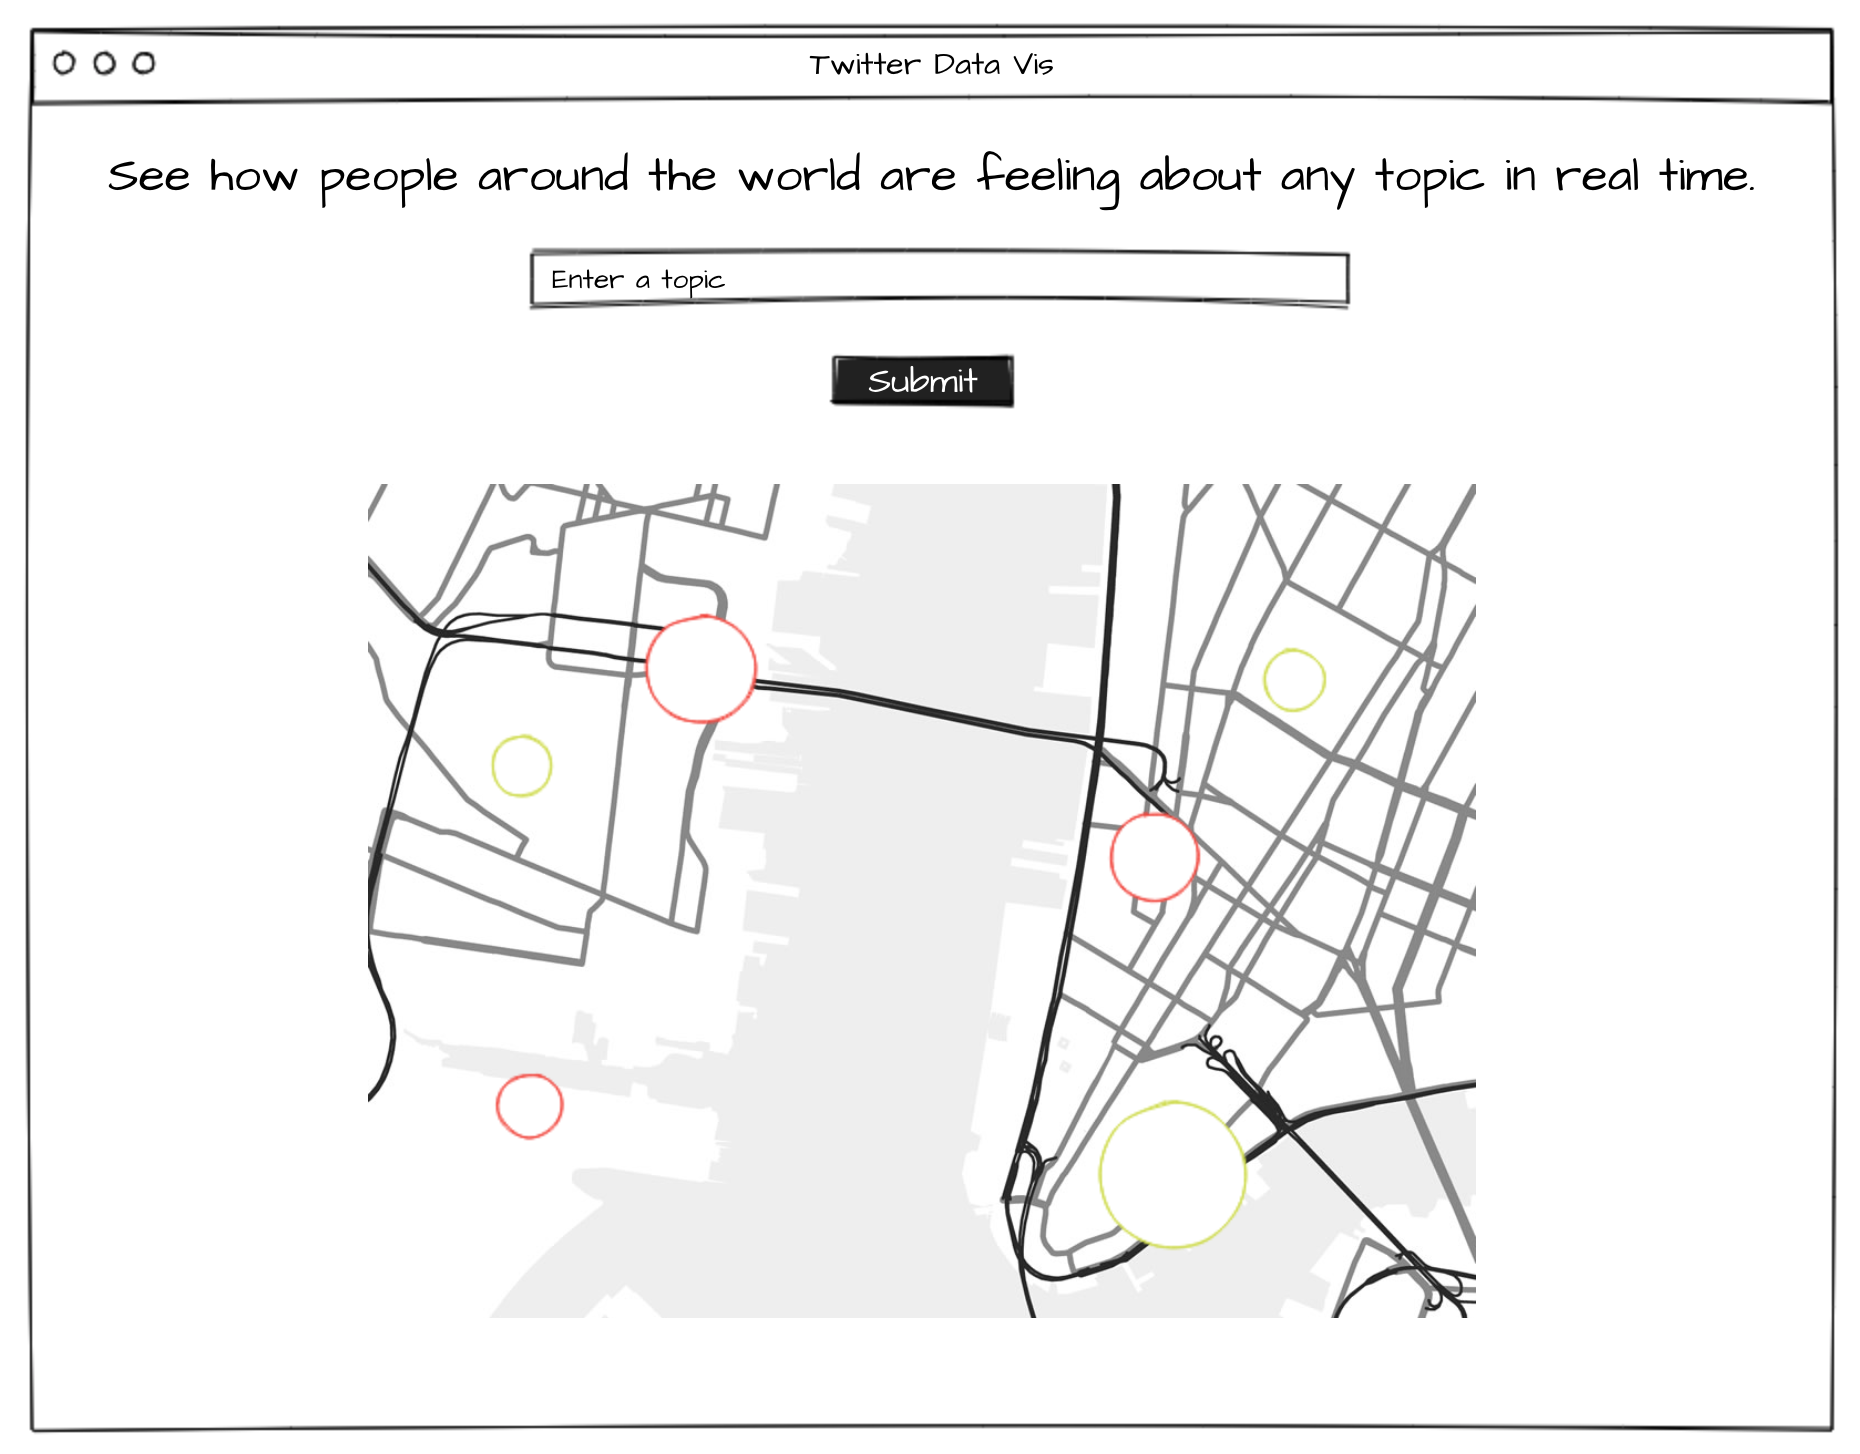 Twitter Data Vis
See how people around the world are feeling about any topic in real time.
Enter a topic
Submit